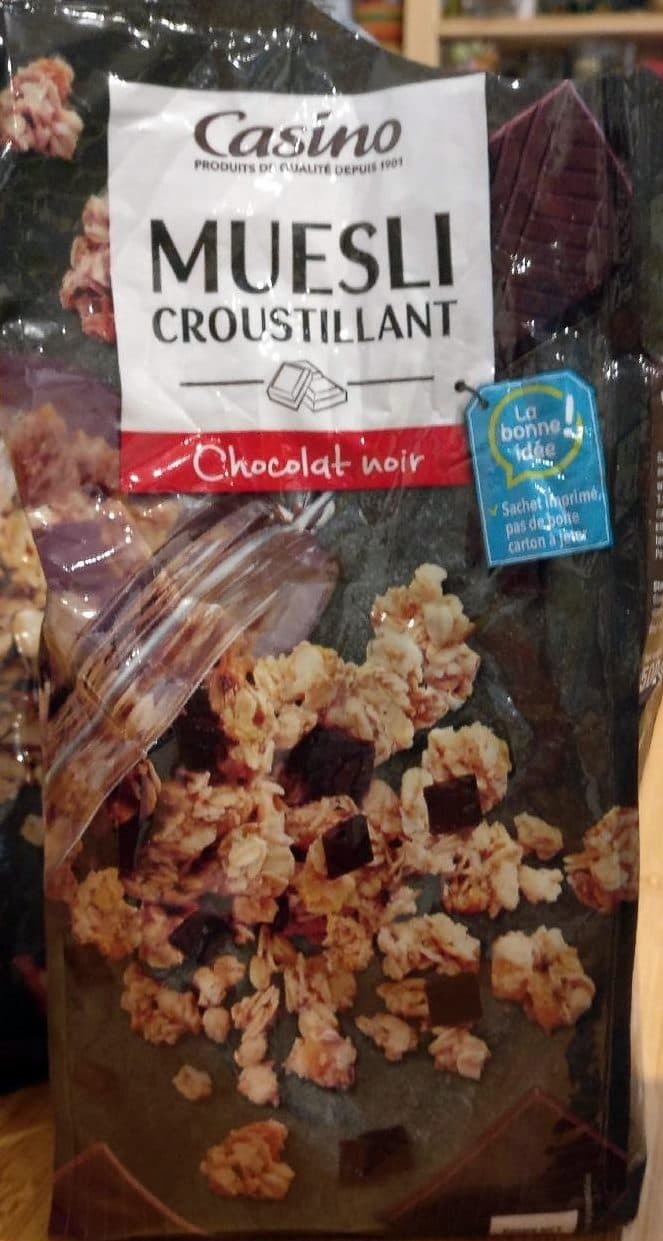 Casino
PRODUITS DE QUALITÉ DEPUIS 1901
MUESLI
CROUSTILLANT
Chocolat noir
La
bonne!
idée
Sachet imprimé,
pas de boîte
carton à jeter